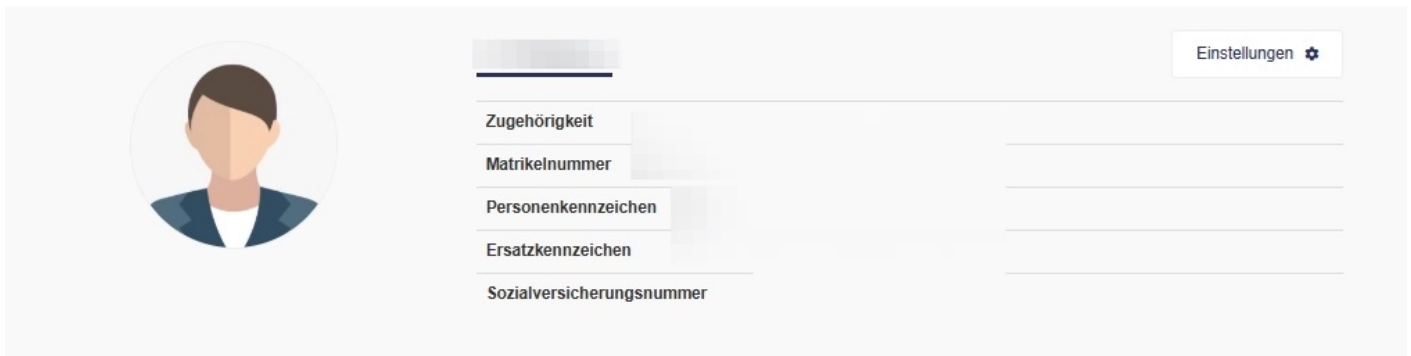 Einstellungen
Zugehörigkeit
Matrikelnummer
Personenkennzeichen
Ersatzkennzeichen
Sozialversicherungsnummer